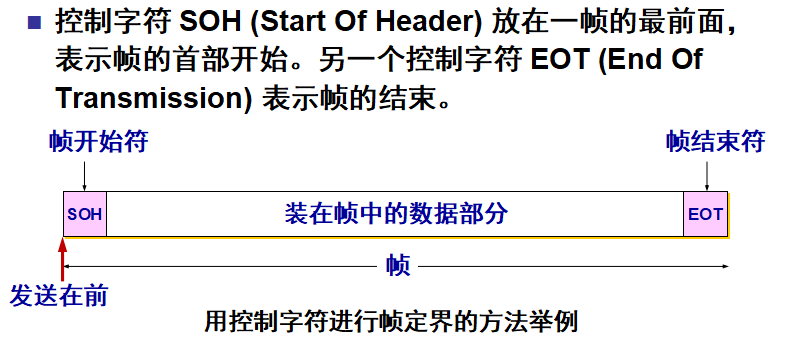 控制字符 SOH (Start Of Header) 放在一帧的最前面，
表示帧的首部开始。另一个控制字符 EOT (End Of
Transmission) 表示帧的结束。
帧开始符
帧结束符
SOH
装在帧中的数据部分
EOT
帧
发送在前
用控制字符进行帧定界的方法举例